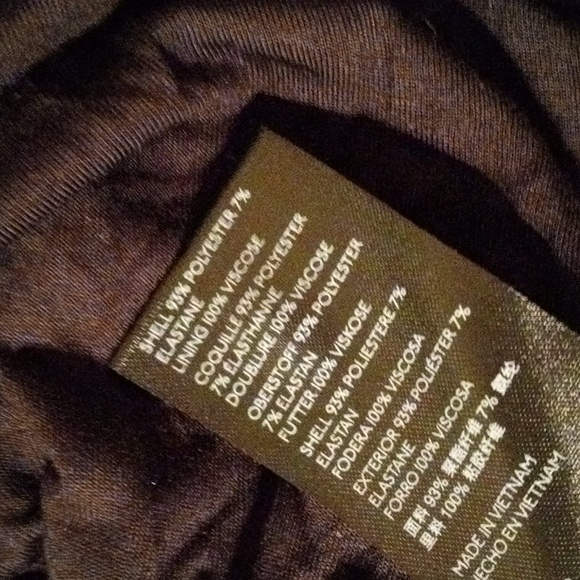 SHELL 93% POLYESTER 7%
ELASTANE
LINING 100% VISCOSE
COQUILLE 93% POLYESTER
7% ELASTHANNE
DOUBLURE 100% VISCOSE
OBERSTOFF 93% POLYESTER
7% ELASTAN
FUTTER 100% VISKOSE
SHELL 93% POLIESTERE 7%
ELASTAN
FODERA 100% VISCOSA
EXTERIOR 93% POLIESTER 7%
ELASTANE
FORRO 100% VISCOSA
面料 93% 聚酯纤维 7% 氨纶
里料 100% 粘胶纤维
MADE IN VIETNAM
ECHO EN VIETNAM